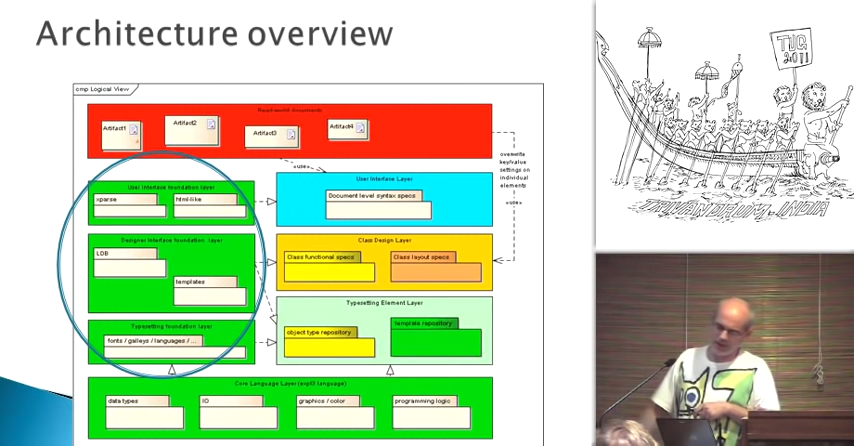 Architecture overview
cmp Logical View
Artifact1
Artifact2
Artifact3
Artifact4
«use»
overwrite
key/value
settings on
individual
elements
«use»
User Interface foundation layer
xparse
html-like
User Interface Layer
Document level syntax specs
Designer Interface foundation layer
LDB
templates
Class Design Layer
Class functional specs
Class layout specs
Typesetting foundation layer
fonts / galleys / languages / ...
Typesetting Element Layer
object type repository
template repository
Core Language Layer (expl3 language)
data types
IO
graphics / color
programming logic
TUG
2011
TRIVANDRUM, INDIA